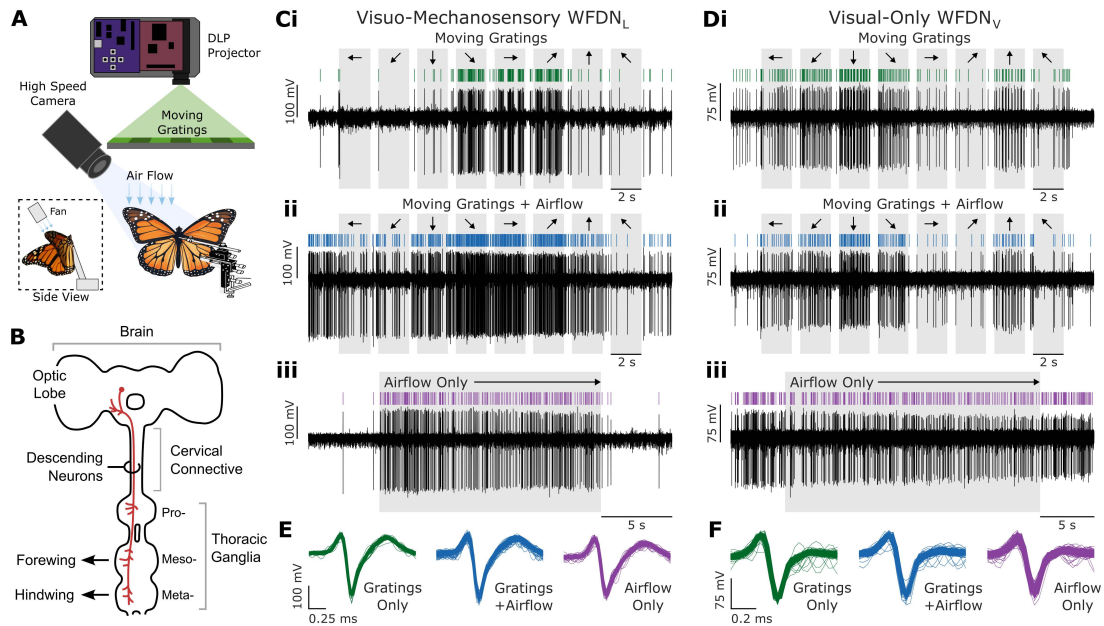 A
DLP
Projector
High Speed
Camera
Moving
Gratings
Air Flow
Fan
Side View
B
Brain
Optic
Lobe
Descending
Neurons
Cervical
Connective
Pro-
Thoracic
Ganglia
Forewing
Meso-
Hindwing
Meta-
Ci
Visuo-Mechanosensory WFDN_L
Moving Gratings
100 mV
2 s
ii
Moving Gratings + Airflow
100 mV
2 s
iii
Airflow Only
100 mV
5 s
Di
Visual-Only WFDN_V
Moving Gratings
75 mV
2 s
ii
Moving Gratings + Airflow
75 mV
2 s
iii
Airflow Only
75 mV
5 s
E
100 mV
0.25 ms
Gratings
Only
Gratings
+Airflow
Airflow
Only
F
75 mV
0.2 ms
Gratings
Only
Gratings
+Airflow
Airflow
Only